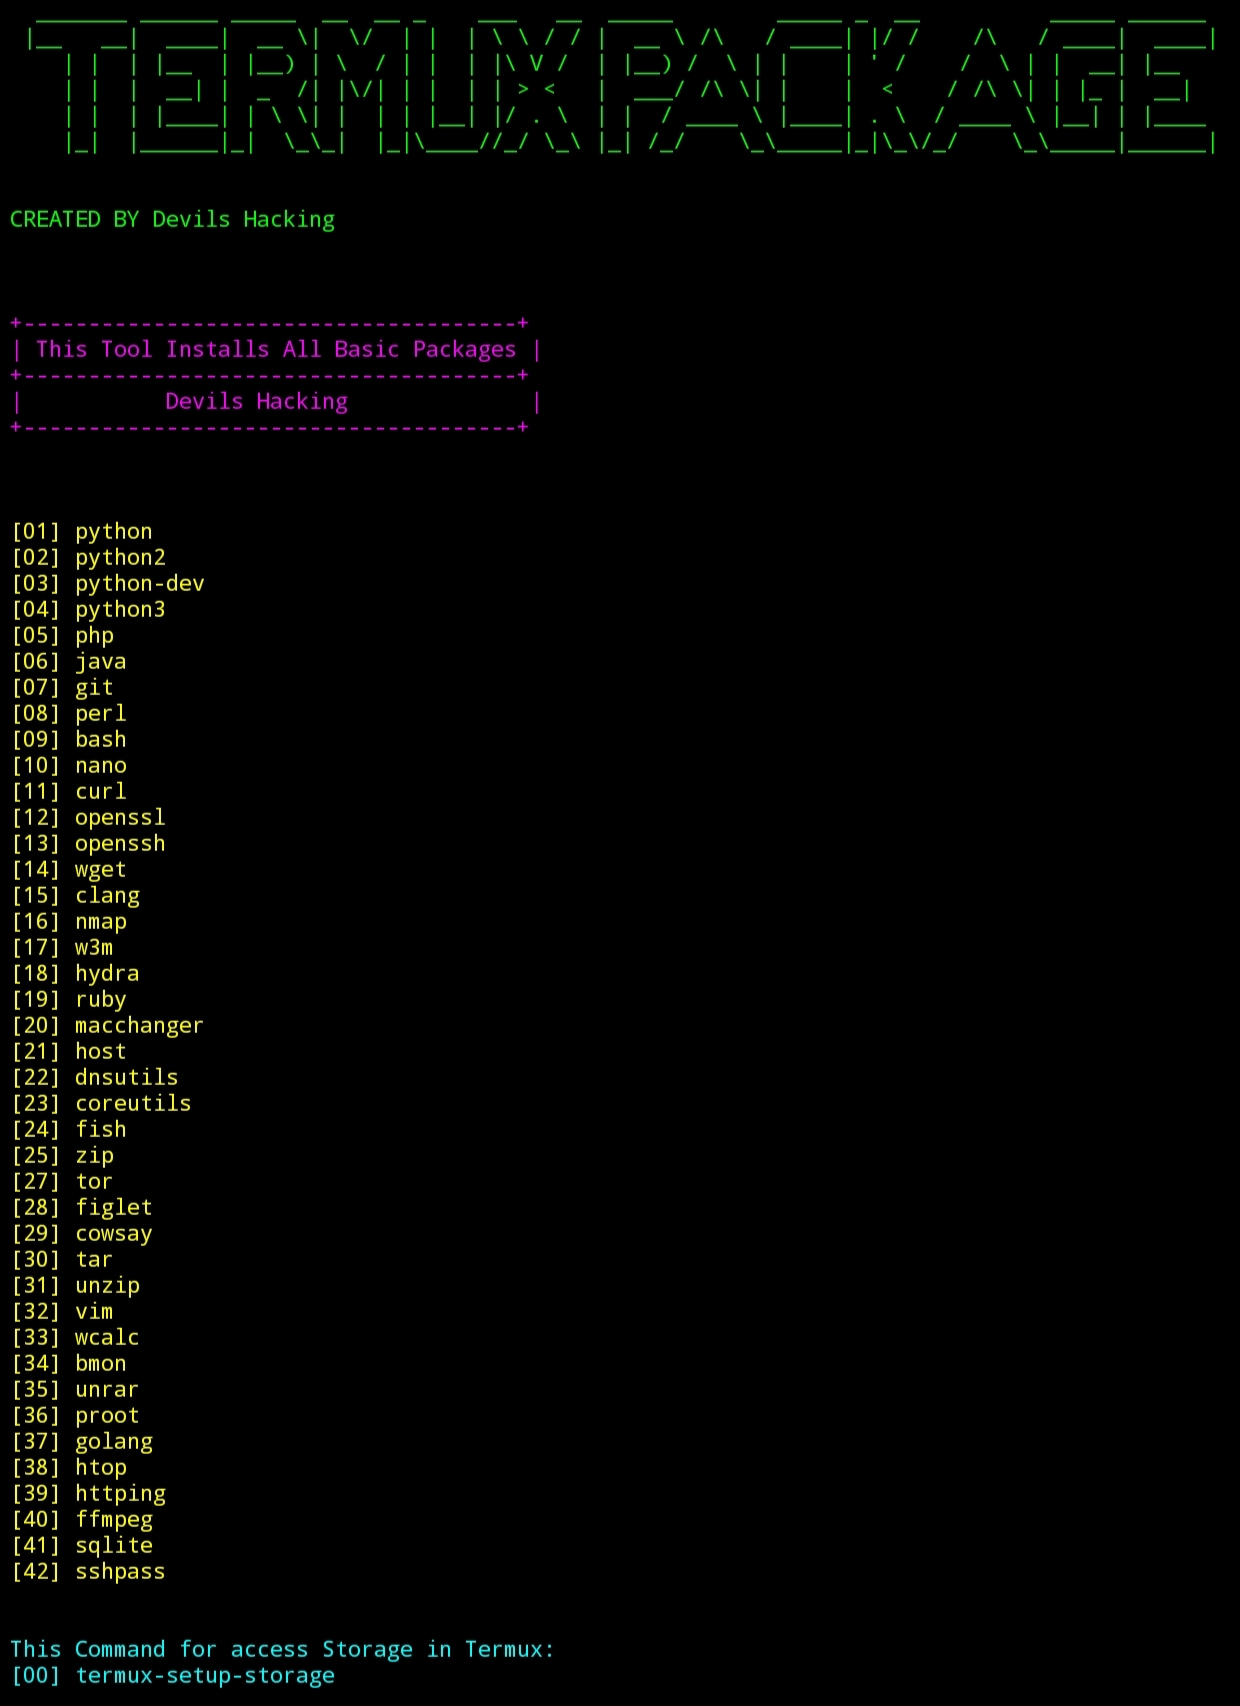 TERMUX PACKAGE
CREATED BY Devils Hacking
+--------------------------------------+
| This Tool Installs All Basic Packages |
+--------------------------------------+
| Devils Hacking |
+--------------------------------------+
[01] python
[02] python2
[03] python-dev
[04] python3
[05] php
[06] java
[07] git
[08] perl
[09] bash
[10] nano
[11] curl
[12] openssl
[13] openssh
[14] wget
[15] clang
[16] nmap
[17] w3m
[18] hydra
[19] ruby
[20] macchanger
[21] host
[22] dnsutils
[23] coreutils
[24] fish
[25] zip
[27] tor
[28] figlet
[29] cowsay
[30] tar
[31] unzip
[32] vim
[33] wcalc
[34] bmon
[35] unrar
[36] proot
[37] golang
[38] htop
[39] httping
[40] ffmpeg
[41] sqlite
[42] sshpass
This Command for access Storage in Termux:
[00] termux-setup-storage